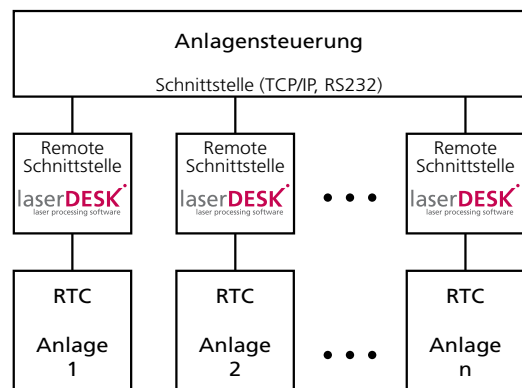 Anlagensteuerung
Schnittstelle (TCP/IP, RS232)
Remote
Schnittstelle
laserDESK
laser processing software
Remote
Schnittstelle
laserDESK
laser processing software
Remote
Schnittstelle
laserDESK
laser processing software
RTC
Anlage
1
RTC
Anlage
2
RTC
Anlage
n